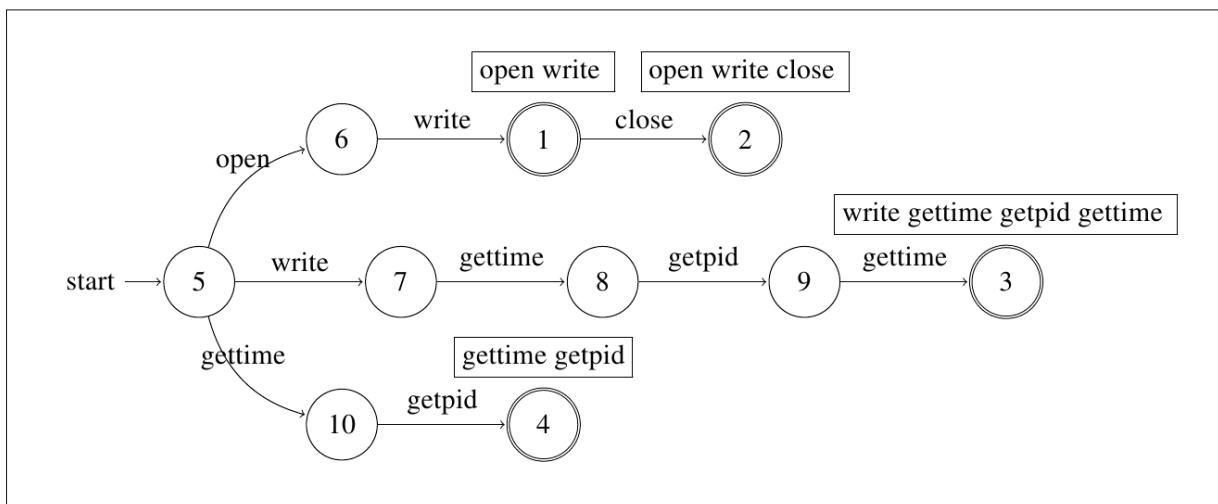 open write
open write close
6
write
1
close
2
open
write gettime getpid gettime
start
5
write
7
gettime
8
getpid
9
gettime
3
gettime
gettime getpid
10
getpid
4